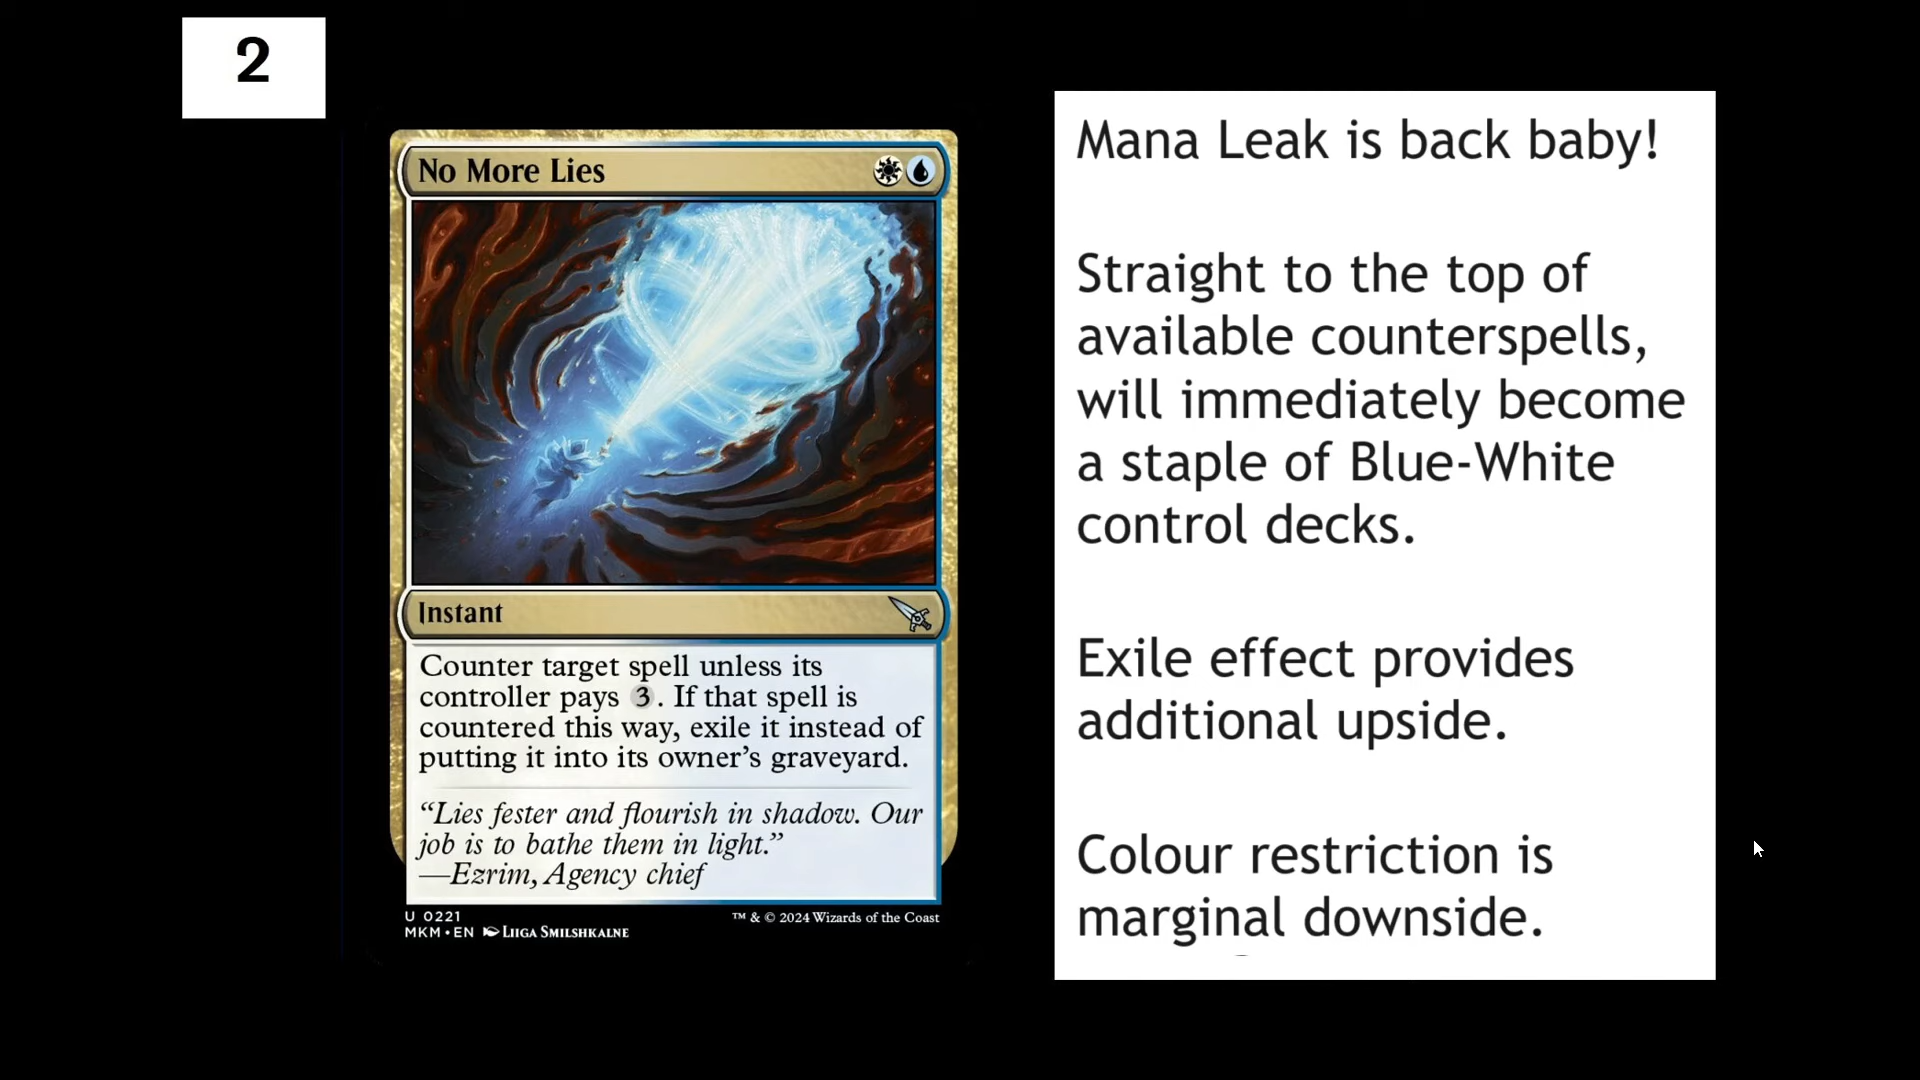 2
No More Lies
Instant
Counter target spell unless its
controller pays 3. If that spell is
countered this way, exile it instead of
putting it into its owner's graveyard.
“Lies fester and flourish in shadow. Our
job is to bathe them in light.”
—Ezrim, Agency chief
U 0221
MKM • EN Liiga Smilshkalne
™ & © 2024 Wizards of the Coast
Mana Leak is back baby!
Straight to the top of
available counterspells,
will immediately become
a staple of Blue-White
control decks.
Exile effect provides
additional upside.
Colour restriction is
marginal downside.